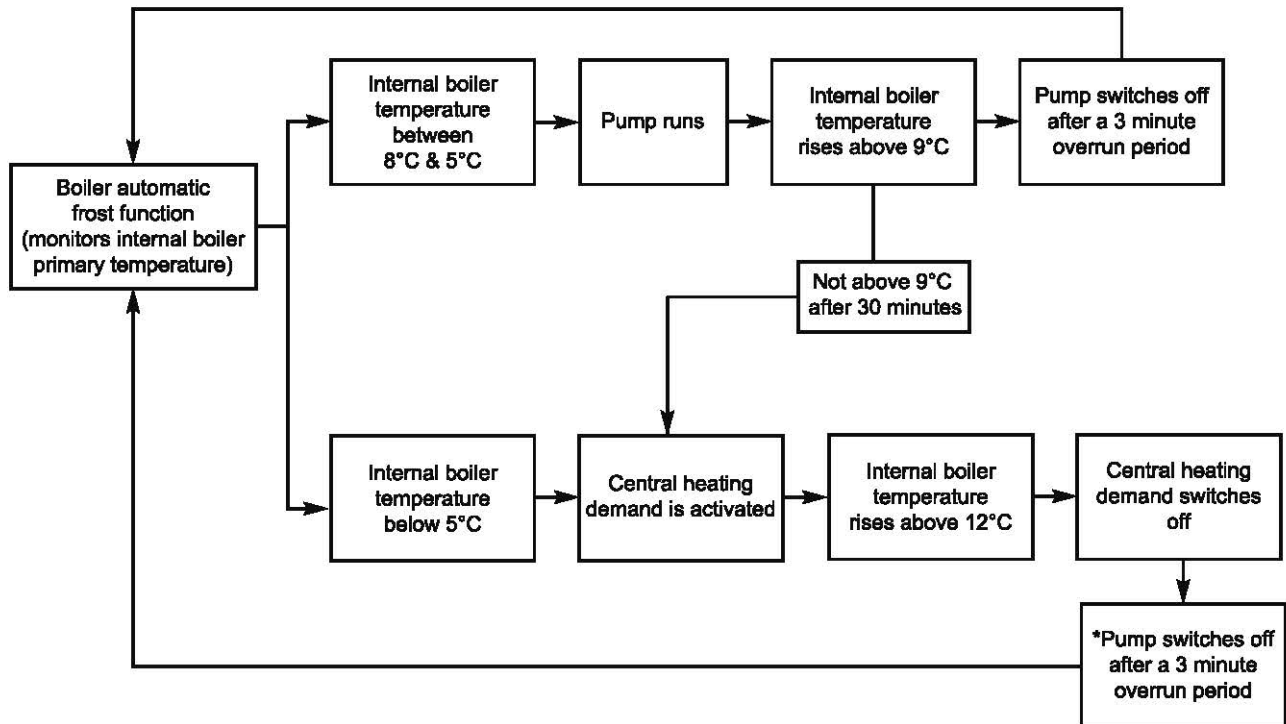 Boiler automatic
frost function
(monitors internal boiler
primary temperature)
Internal boiler
temperature
between
8°C & 5°C
Pump runs
Internal boiler
temperature
rises above 9°C
Pump switches off
after a 3 minute
overrun period
Not above 9°C
after 30 minutes
Internal boiler
temperature
below 5°C
Central heating
demand is activated
Internal boiler
temperature
rises above 12°C
Central heating
demand switches
off
*Pump switches off
after a 3 minute
overrun period